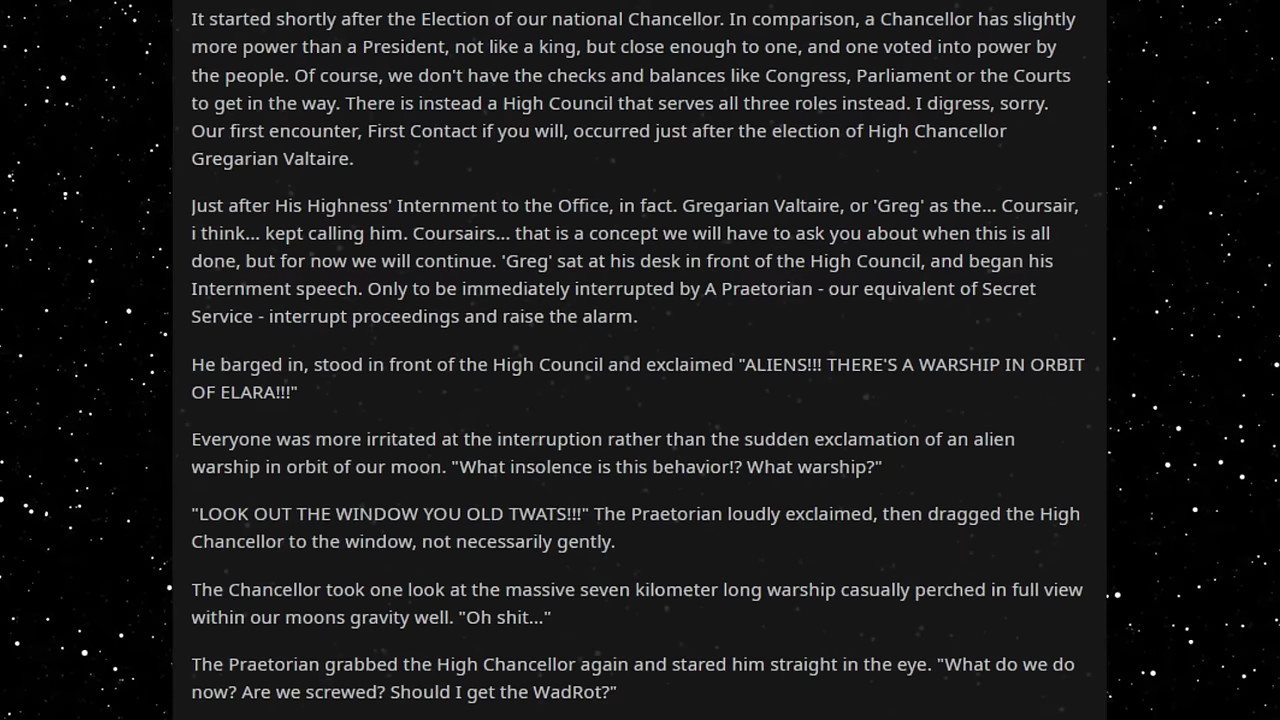 It started shortly after the Election of our national Chancellor. In comparison, a Chancellor has slightly
more power than a President, not like a king, but close enough to one, and one voted into power by
the people. Of course, we don't have the checks and balances like Congress, Parliament or the Courts
to get in the way. There is instead a High Council that serves all three roles instead. I digress, sorry.
Our first encounter, First Contact if you will, occurred just after the election of High Chancellor
Gregarian Valtaire.
Just after His Highness' Internment to the Office, in fact. Gregarian Valtaire, or 'Greg' as the... Coursair,
i think... kept calling him. Coursairs... that is a concept we will have to ask you about when this is all
done, but for now we will continue. 'Greg' sat at his desk in front of the High Council, and began his
Internment speech. Only to be immediately interrupted by A Praetorian - our equivalent of Secret
Service - interrupt proceedings and raise the alarm.
He barged in, stood in front of the High Council and exclaimed "ALIENS!!! THERE'S A WARSHIP IN ORBIT
OF ELARA!!!"
Everyone was more irritated at the interruption rather than the sudden exclamation of an alien
warship in orbit of our moon. "What insolence is this behavior!? What warship?"
"LOOK OUT THE WINDOW YOU OLD TWATS!!!" The Praetorian loudly exclaimed, then dragged the High
Chancellor to the window, not necessarily gently.
The Chancellor took one look at the massive seven kilometer long warship casually perched in full view
within our moons gravity well. "Oh shit..."
The Praetorian grabbed the High Chancellor again and stared him straight in the eye. "What do we do
now? Are we screwed? Should I get the WadRot?"